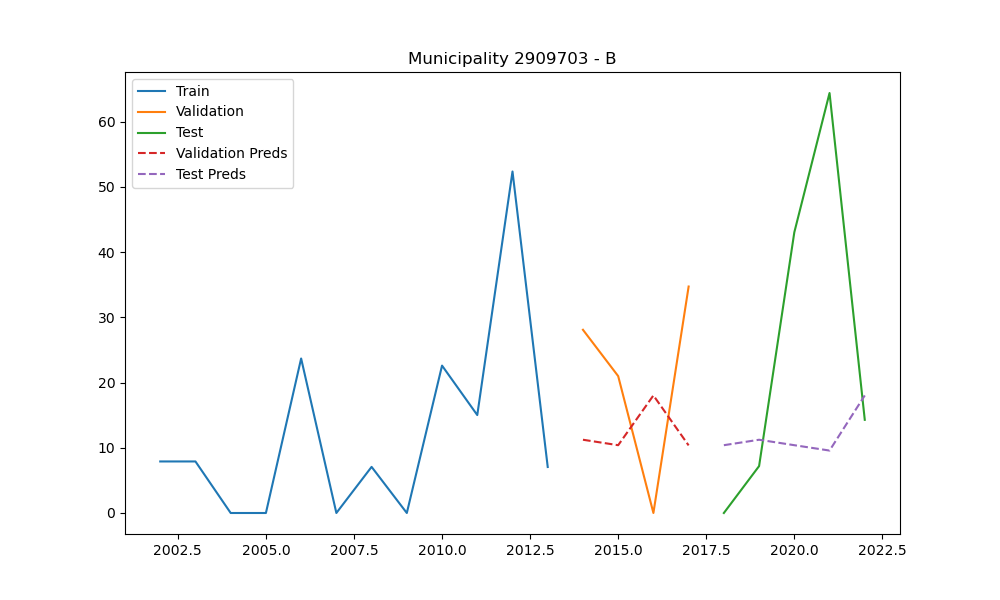 Municipality 2909703 - B
Train
Validation
Test
Validation Preds
Test Preds
60
50
40
30
20
10
0
2002.5 2005.0 2007.5 2010.0 2012.5 2015.0 2017.5 2020.0 2022.5